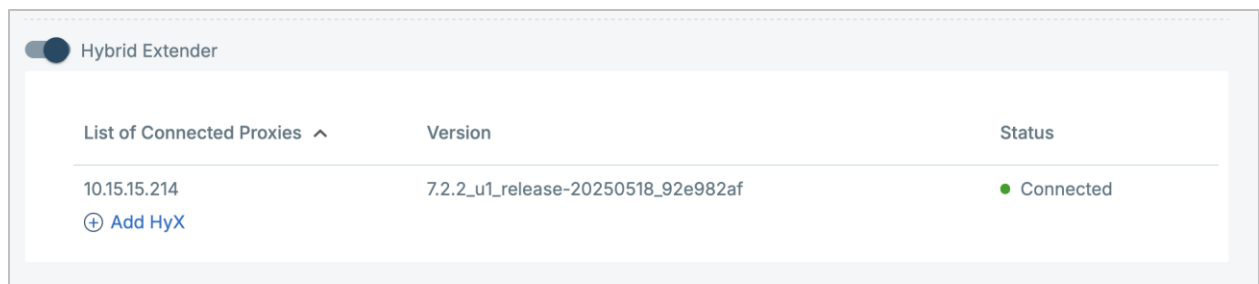 Hybrid Extender
List of Connected Proxies Version Status
10.15.15.214 7.2.2_u1_release-20250518_92e982af Connected
Add HyX